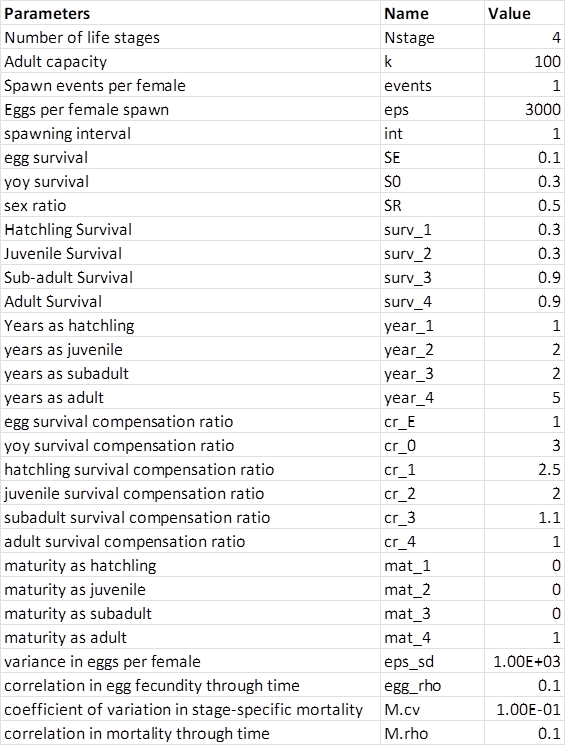 Parameters Name Value
Number of life stages Nstage 4
Adult capacity k 100
Spawn events per female events 1
Eggs per female spawn eps 3000
spawning interval int 1
egg survival SE 0.1
yoy survival S0 0.3
sex ratio SR 0.5
Hatchling Survival surv_1 0.3
Juvenile Survival surv_2 0.3
Sub-adult Survival surv_3 0.9
Adult Survival surv_4 0.9
Years as hatchling year_1 1
years as juvenile year_2 2
years as subadult year_3 2
years as adult year_4 5
egg survival compensation ratio cr_E 1
yoy survival compensation ratio cr_0 3
hatchling survival compensation ratio cr_1 2.5
juvenile survival compensation ratio cr_2 2
subadult survival compensation ratio cr_3 1.1
adult survival compensation ratio cr_4 1
maturity as hatchling mat_1 0
maturity as juvenile mat_2 0
maturity as subadult mat_3 0
maturity as adult mat_4 1
variance in eggs per female eps_sd 1.00E+03
correlation in egg fecundity through time egg_rho 0.1
coefficient of variation in stage-specific mortality M.cv 1.00E-01
correlation in mortality through time M.rho 0.1